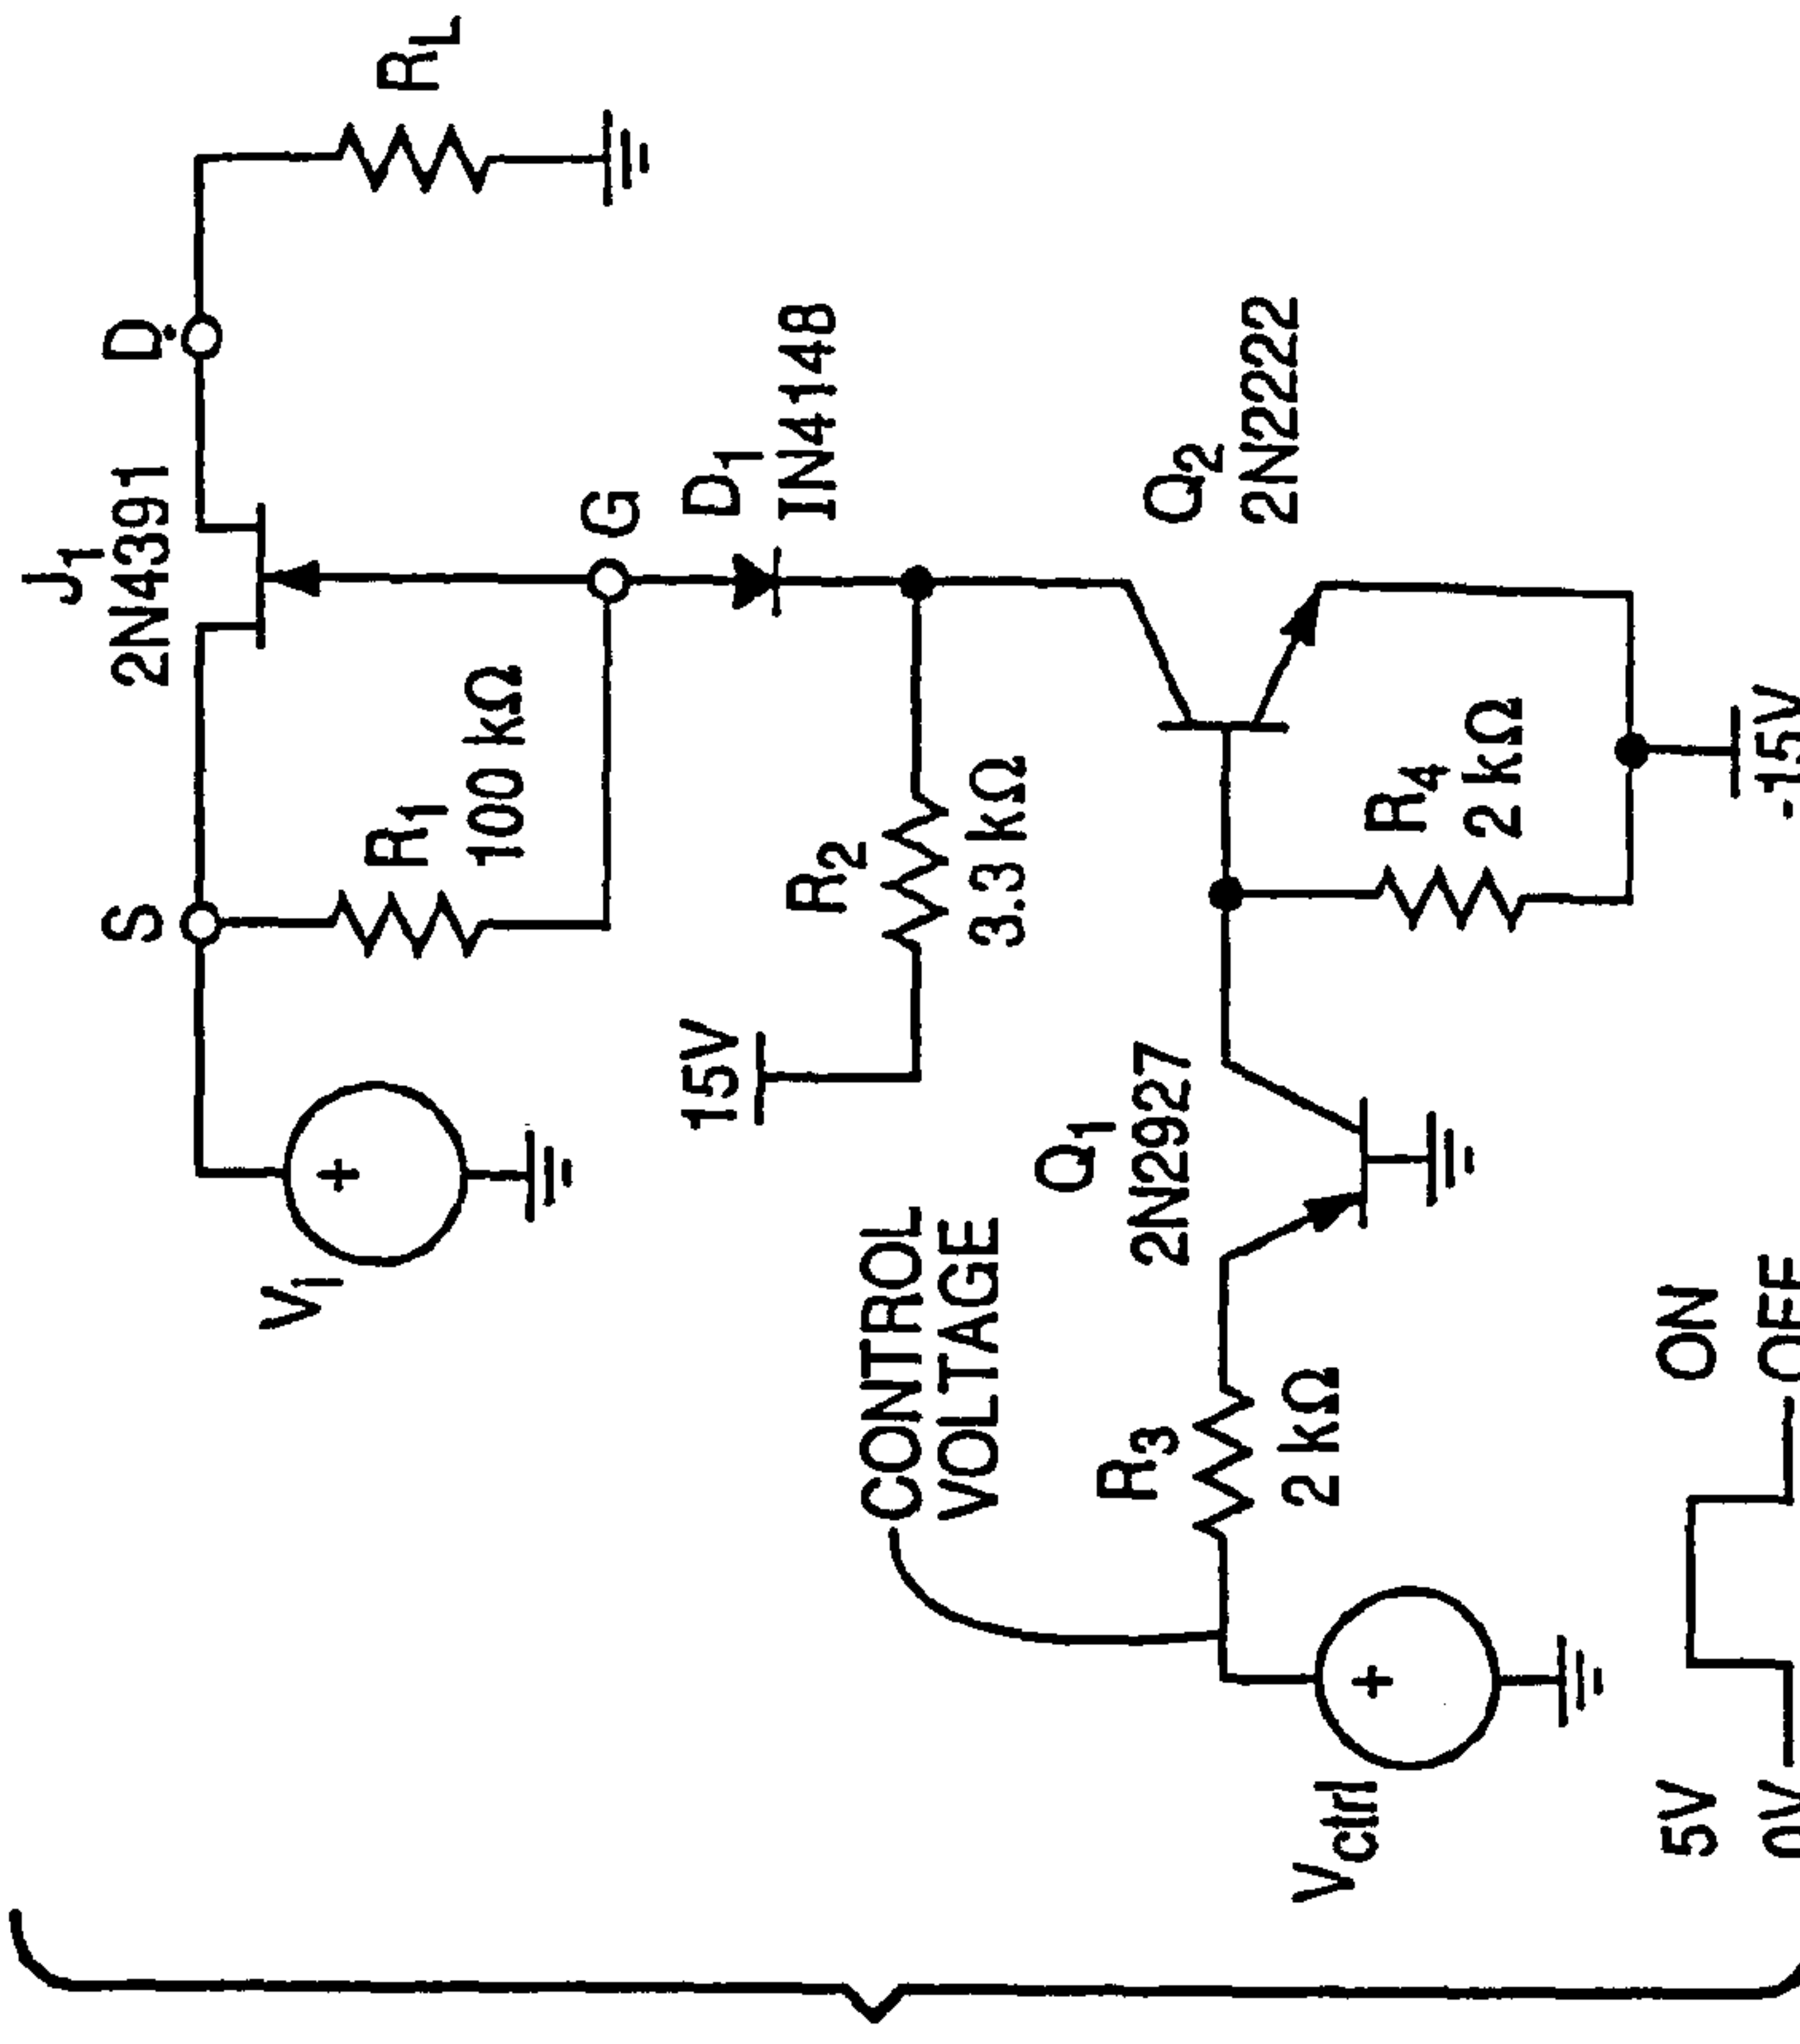 J1
2N4391
S
D
RL
R1
100 kΩ
G
VI
D1
IN4148
15V
R2
3.3 kΩ
CONTROL
VOLTAGE
Q1
2N2927
Q2
2N2222
R3
2 kΩ
R4
2 kΩ
Vctrl
-15V
5V
ON
0V
OFF